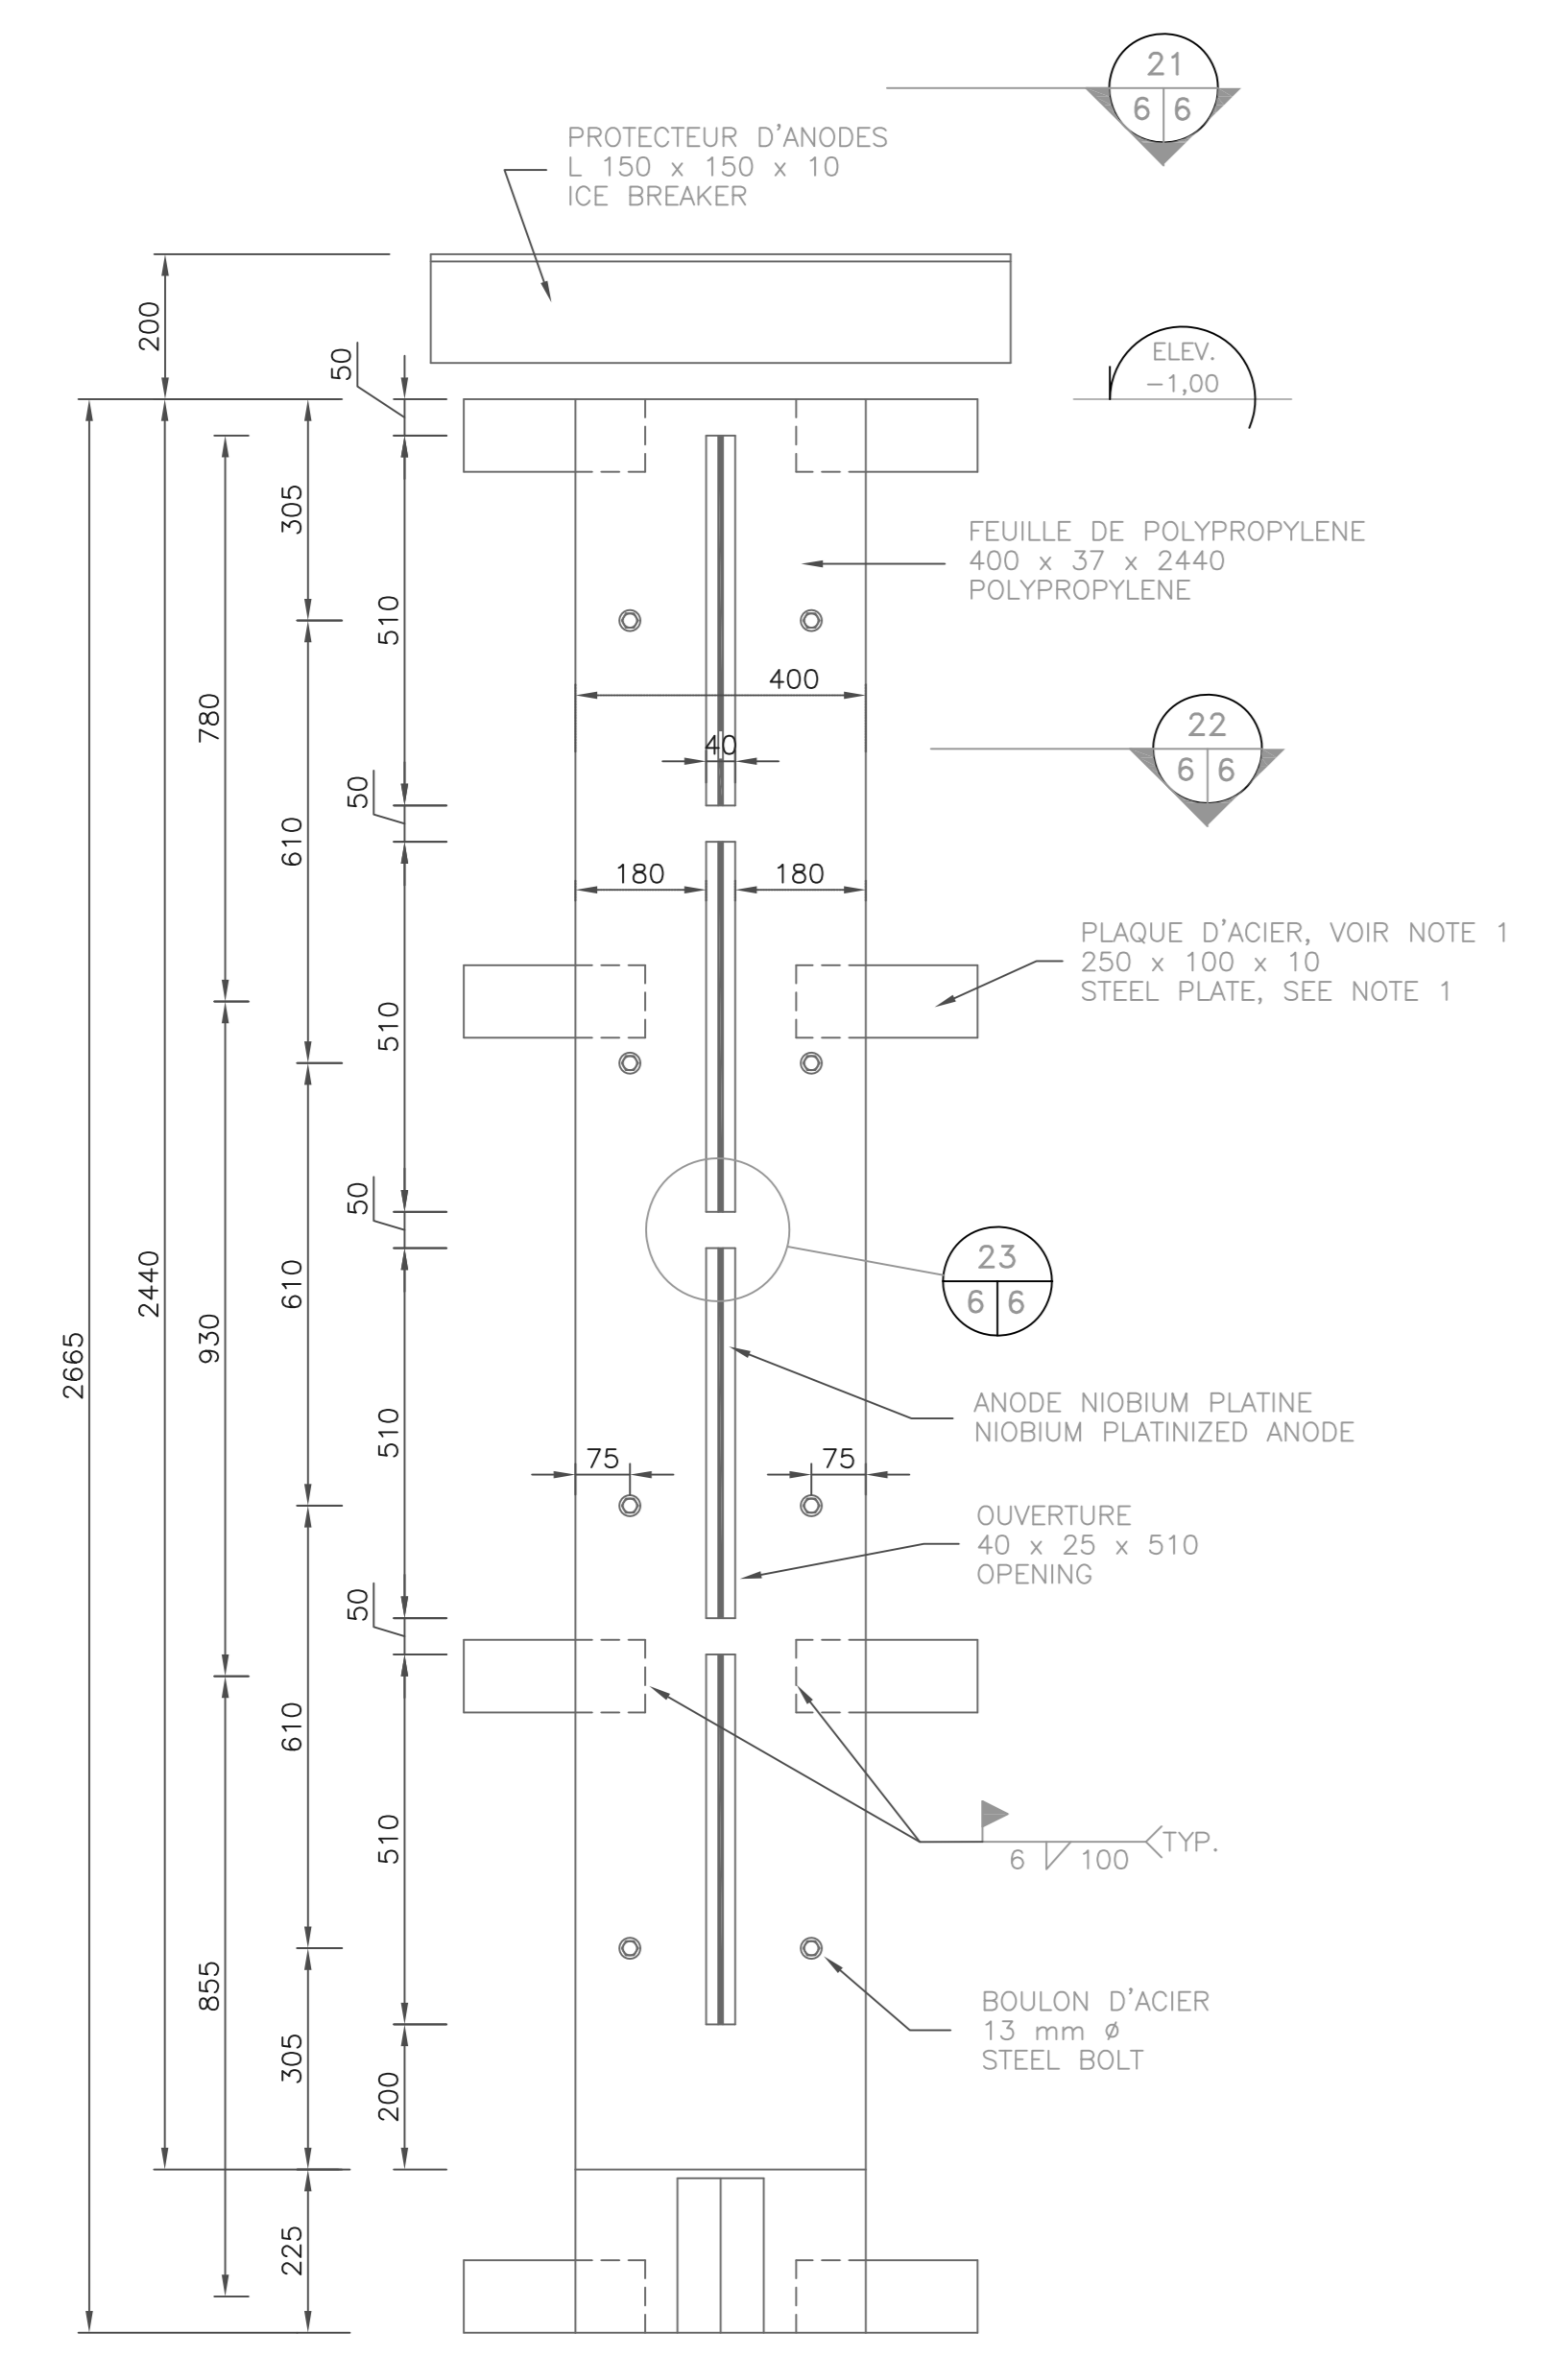 21
6 6
PROTECTEUR D'ANODES
L 150 x 150 x 10
ICE BREAKER
200
50
ELEV.
-1,00
305
FEUILLE DE POLYPROPYLENE
400 x 37 x 2440
POLYPROPYLENE
510
780
400
40
22
6 6
50
610
180
180
PLAQUE D'ACIER, VOIR NOTE 1
250 x 100 x 10
STEEL PLATE, SEE NOTE 1
510
50
23
6 6
2440
610
930
2665
ANODE NIOBIUM PLATINE
NIOBIUM PLATINIZED ANODE
510
75
75
OUVERTURE
40 x 25 x 510
OPENING
50
610
510
6 100 TYP.
855
BOULON D'ACIER
13 mm ø
STEEL BOLT
305
200
225